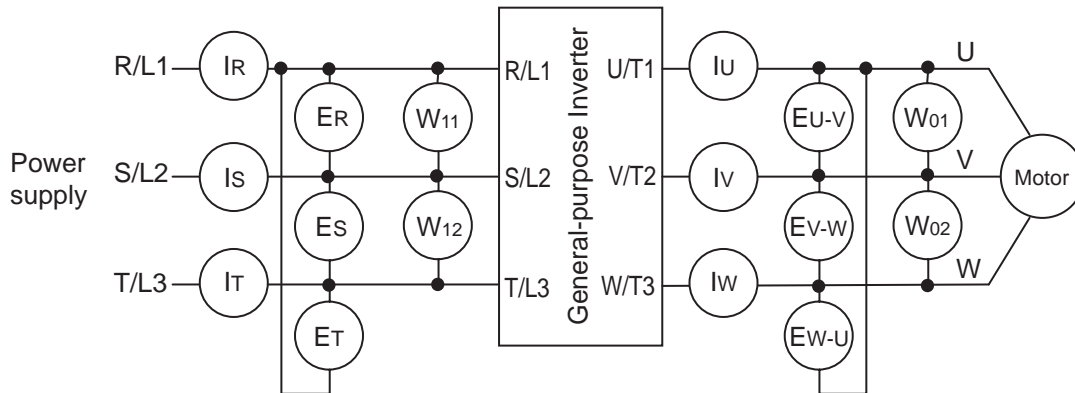 Power
supply
R/L1
S/L2
T/L3
IR
IS
IT
ER
ES
ET
W11
W12
R/L1
S/L2
T/L3
General-purpose Inverter
U/T1
V/T2
W/T3
IU
IV
IW
EU-V
EV-W
EW-U
W01
W02
U
V
W
Motor